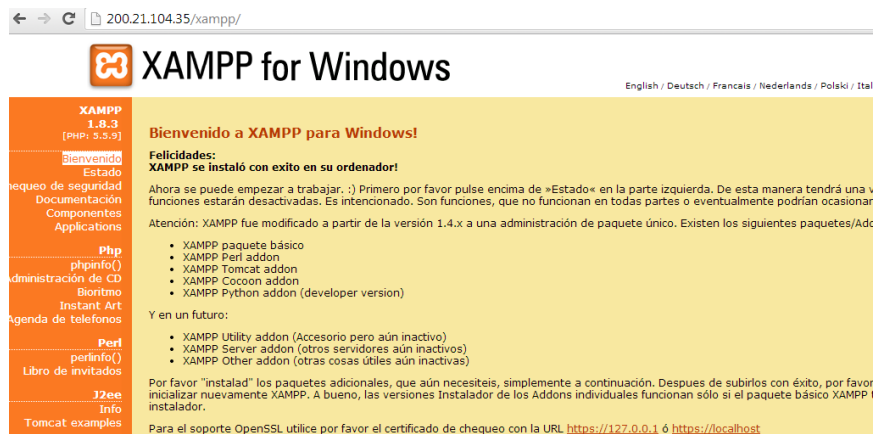 200.21.104.35/xampp/
XAMPP for Windows
English / Deutsch / Francais / Nederlands / Polski / Ital
XAMPP
1.8.3
[PHP: 5.5.9]
Bienvenido
Estado
hequeo de seguridad
Documentación
Componentes
Applications
Php
phpinfo()
Administración de CD
Bioritmo
Instant Art
Agenda de telefonos
Perl
perlinfo()
Libro de invitados
J2ee
Info
Tomcat examples
Bienvenido a XAMPP para Windows!
Felicidades:
XAMPP se instaló con exito en su ordenador!
Ahora se puede empezar a trabajar. :) Primero por favor pulse encima de »Estado« en la parte izquierda. De esta manera tendrá una v
funciones estarán desactivadas. Es intencionado. Son funciones, que no funcionan en todas partes o eventualmente podrían ocasionar
Atención: XAMPP fue modificado a partir de la versión 1.4.x a una administración de paquete único. Existen los siguientes paquetes/Add
• XAMPP paquete básico
• XAMPP Perl addon
• XAMPP Tomcat addon
• XAMPP Cocoon addon
• XAMPP Python addon (developer version)
Y en un futuro:
• XAMPP Utility addon (Accesorio pero aún inactivo)
• XAMPP Server addon (otros servidores aún inactivos)
• XAMPP Other addon (otras cosas útiles aún inactivas)
Por favor "instalad" los paquetes adicionales, que aún necesiteis, simplemente a continuación. Despues de subirlos con éxito, por favor
inicializar nuevamente XAMPP. A bueno, las versiones Instalador de los Addons individuales funcionan sólo si el paquete básico XAMPP
instalador.
Para el soporte OpenSSL utilice por favor el certificado de chequeo con la URL https://127.0.0.1 ó https://localhost